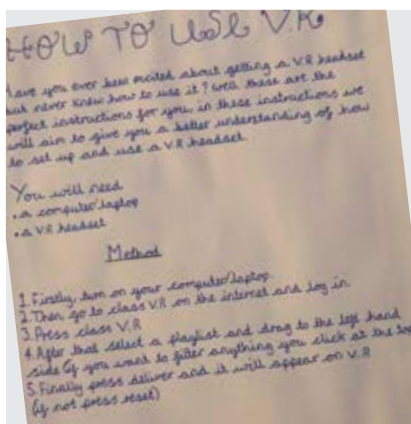 HOW TO USE V.R
Have you ever been excited about getting a V.R headset
but never knew how to use it? Well these are the
perfect instructions for you in these instructions we
will aim to give you a better understanding of how
to set up and use a V.R headset.
You will need
• a computer/laptop
• a V.R headset
Method
1. Firstly, turn on your computer/laptop.
2. Then go to class V.R on the internet and log in
3. Press class V.R
4. After that select a playlist and drag to the left hand
side (if you want to filter anything you click at the top
5. Finally press deliver and it will appear on V.R
(if not press reset)